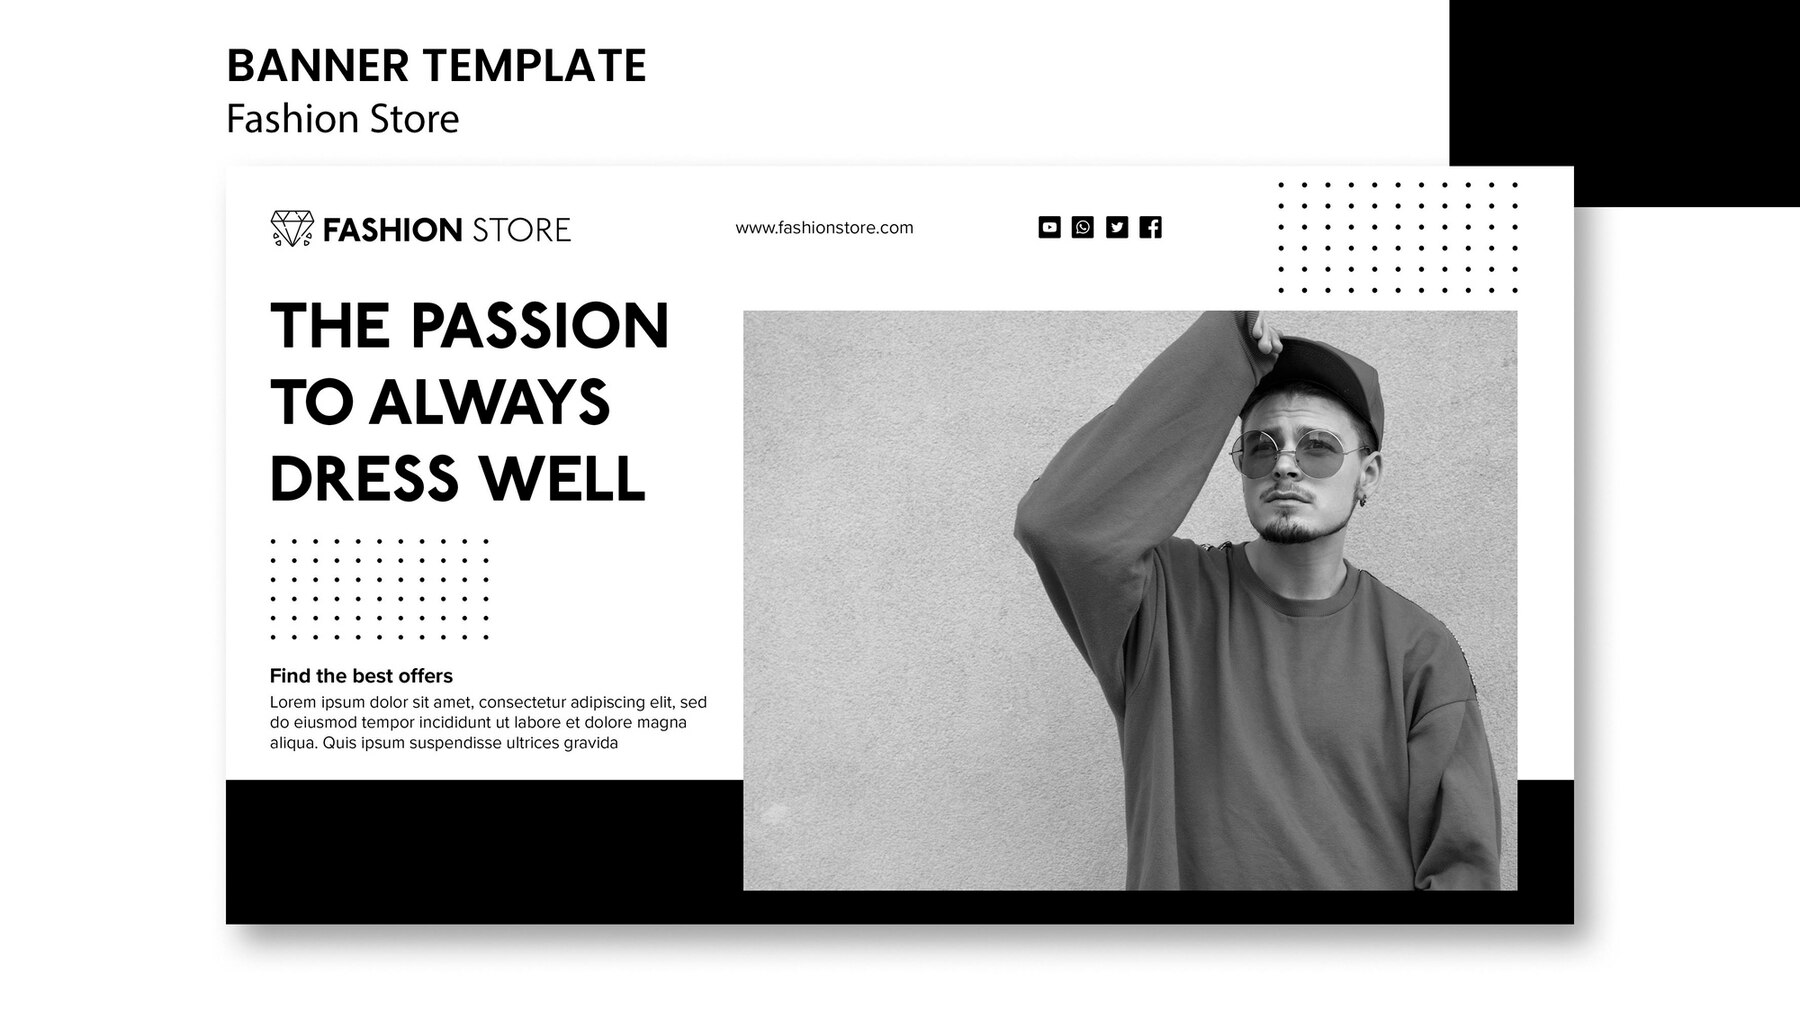 BANNER TEMPLATE
Fashion Store
FASHION STORE
www.fashionstore.com
THE PASSION
TO ALWAYS
DRESS WELL
Find the best offers
Lorem ipsum dolor sit amet, consectetur adipiscing elit, sed
do eiusmod tempor incididunt ut labore et dolore magna
aliqua. Quis ipsum suspendisse ultrices gravida